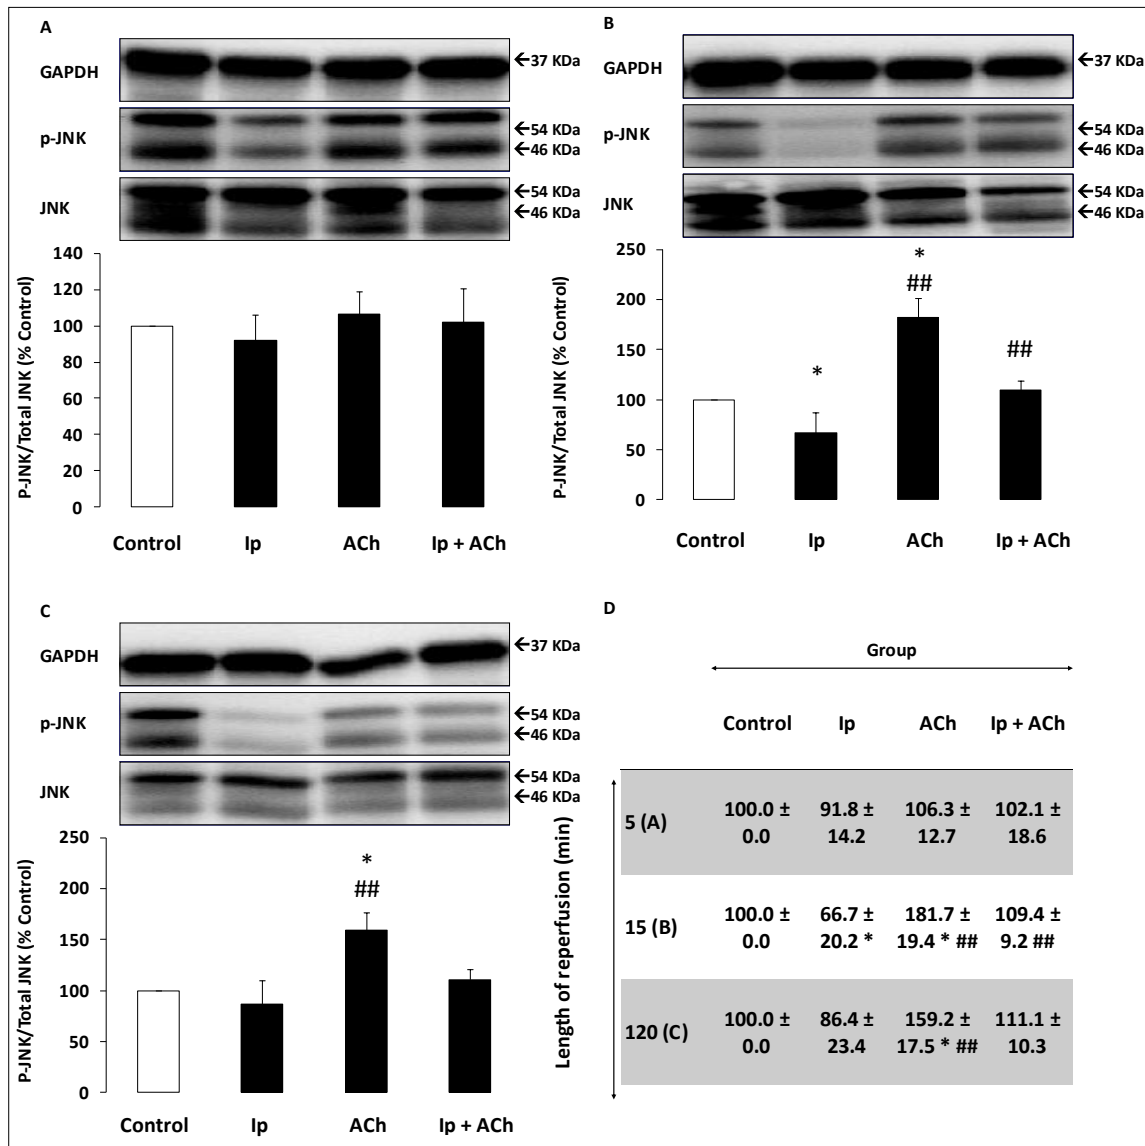 A
GAPDH
←37 KDa
p-JNK
←54 KDa
←46 KDa
JNK
←54 KDa
←46 KDa
P-JNK/Total JNK (% Control)
140
120
100
80
60
40
20
0
Control Ip ACh Ip + ACh
B
GAPDH
←37 KDa
p-JNK
←54 KDa
←46 KDa
JNK
←54 KDa
←46 KDa
P-JNK/Total JNK (% Control)
250
200
150
100
50
0
*
*
##
##
Control Ip ACh Ip + ACh
C
GAPDH
←37 KDa
p-JNK
←54 KDa
←46 KDa
JNK
←54 KDa
←46 KDa
P-JNK/Total JNK (% Control)
250
200
150
100
50
0
*
##
Control Ip ACh Ip + ACh
D
Group
Control Ip ACh Ip + ACh
Length of reperfusion (min)
5 (A) 100.0 ± 91.8 ± 106.3 ± 102.1 ±
0.0 14.2 12.7 18.6
15 (B) 100.0 ± 66.7 ± 181.7 ± 109.4 ±
0.0 20.2 * 19.4 * ## 9.2 ##
120 (C) 100.0 ± 86.4 ± 159.2 ± 111.1 ±
0.0 23.4 17.5 * ## 10.3